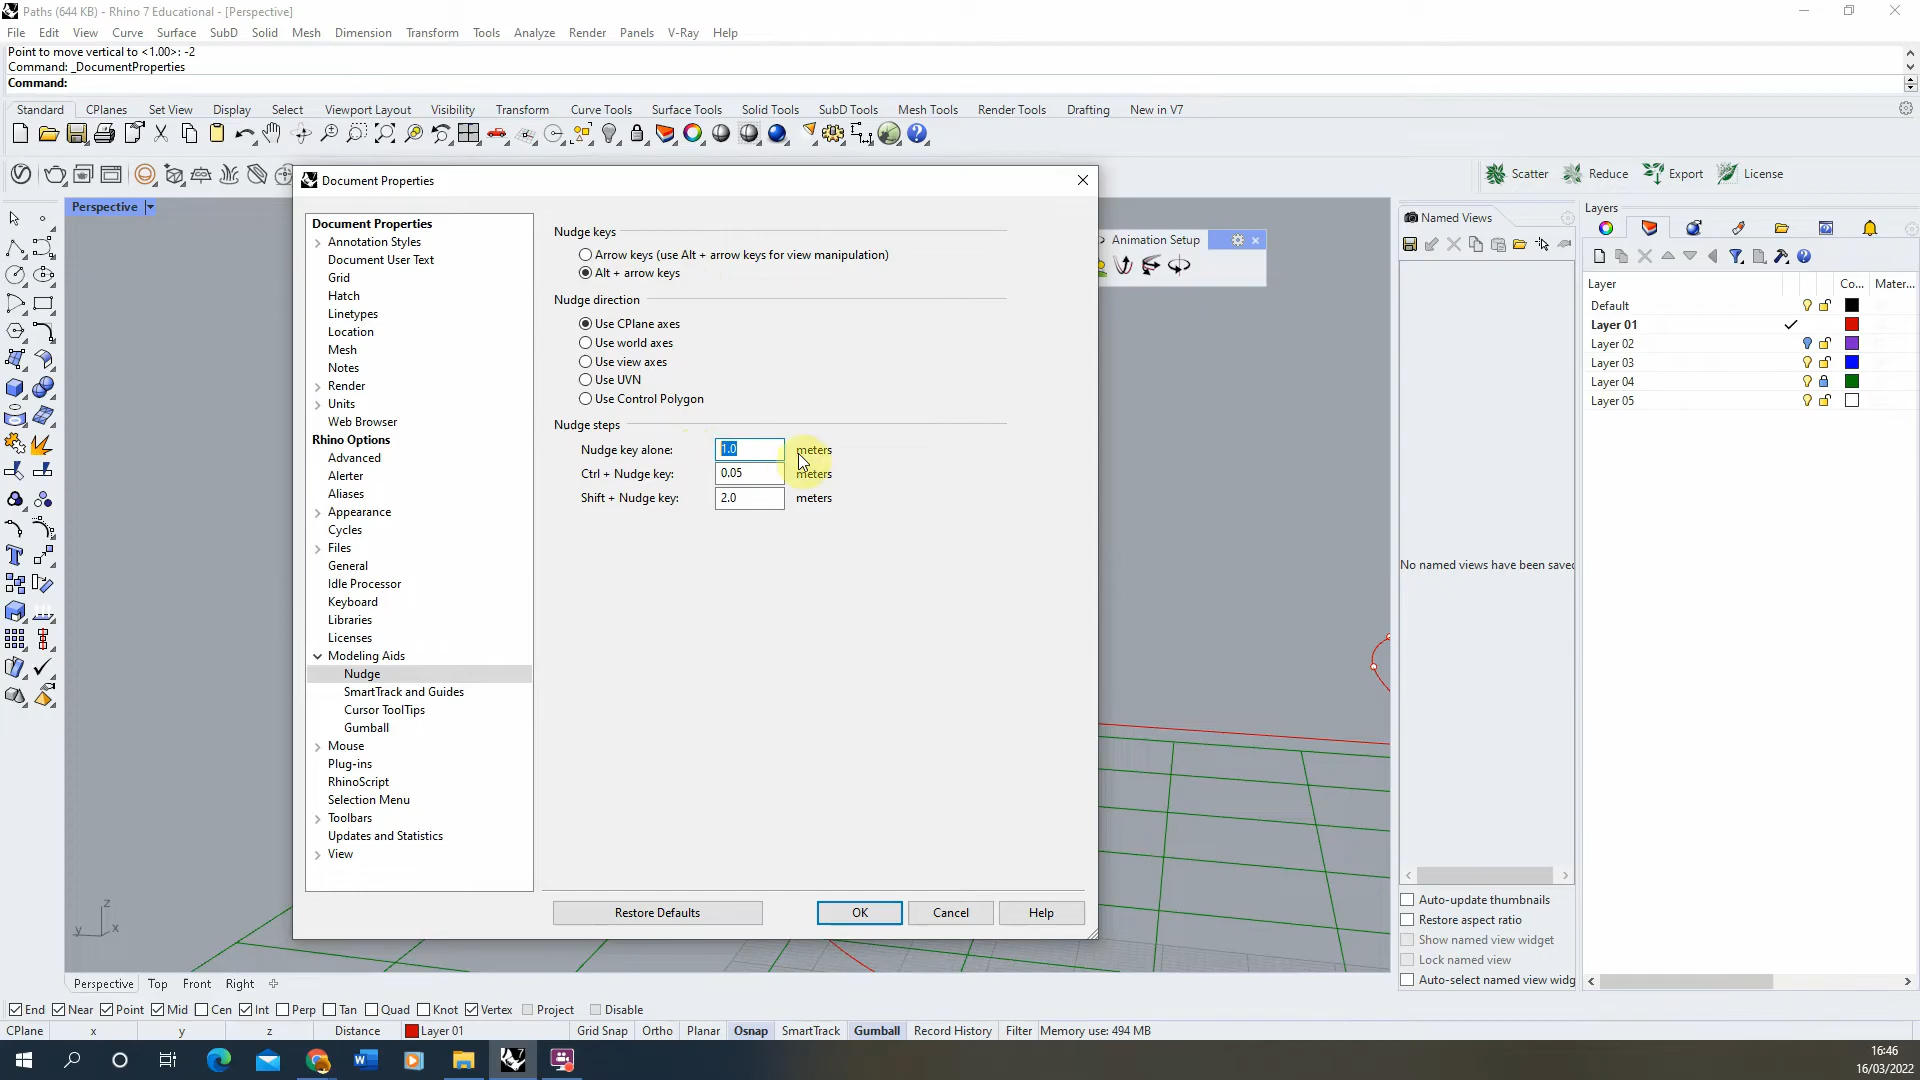 Paths (644 KB) - Rhino 7 Educational - [Perspective]
File Edit View Curve Surface SubD Solid Mesh Dimension Transform Tools Analyze Render Panels V-Ray Help
Point to move vertical to <1.00>: -2
Command: _DocumentProperties
Command:
Standard CPlanes Set View Display Select Viewport Layout Visibility Transform Curve Tools Surface Tools Solid Tools SubD Tools Mesh Tools Render Tools Drafting New in V7
Scatter Reduce Export License
Perspective
Document Properties
Document Properties
Annotation Styles
Document User Text
Grid
Hatch
Linetypes
Location
Mesh
Notes
Render
Units
Web Browser
Rhino Options
Advanced
Alerter
Aliases
Appearance
Cycles
Files
General
Idle Processor
Keyboard
Libraries
Licenses
Modeling Aids
Nudge
SmartTrack and Guides
Cursor ToolTips
Gumball
Mouse
Plug-ins
RhinoScript
Selection Menu
Toolbars
Updates and Statistics
View
Nudge keys
Arrow keys (use Alt + arrow keys for view manipulation)
Alt + arrow keys
Nudge direction
Use CPlane axes
Use world axes
Use view axes
Use UVN
Use Control Polygon
Nudge steps
Nudge key alone: 1.0 meters
Ctrl + Nudge key: 0.05 meters
Shift + Nudge key: 2.0 meters
Restore Defaults OK Cancel Help
Animation Setup
Named Views
No named views have been saved
Auto-update thumbnails
Restore aspect ratio
Show named view widget
Lock named view
Auto-select named view widg
Layers
Layer Co... Mater...
Default
Layer 01
Layer 02
Layer 03
Layer 04
Layer 05
z
y x
Perspective Top Front Right
End Near Point Mid Cen Int Perp Tan Quad Knot Vertex Project Disable
CPlane x y z Distance Layer 01 Grid Snap Ortho Planar Osnap SmartTrack Gumball Record History Filter Memory use: 494 MB
16:46
16/03/2022